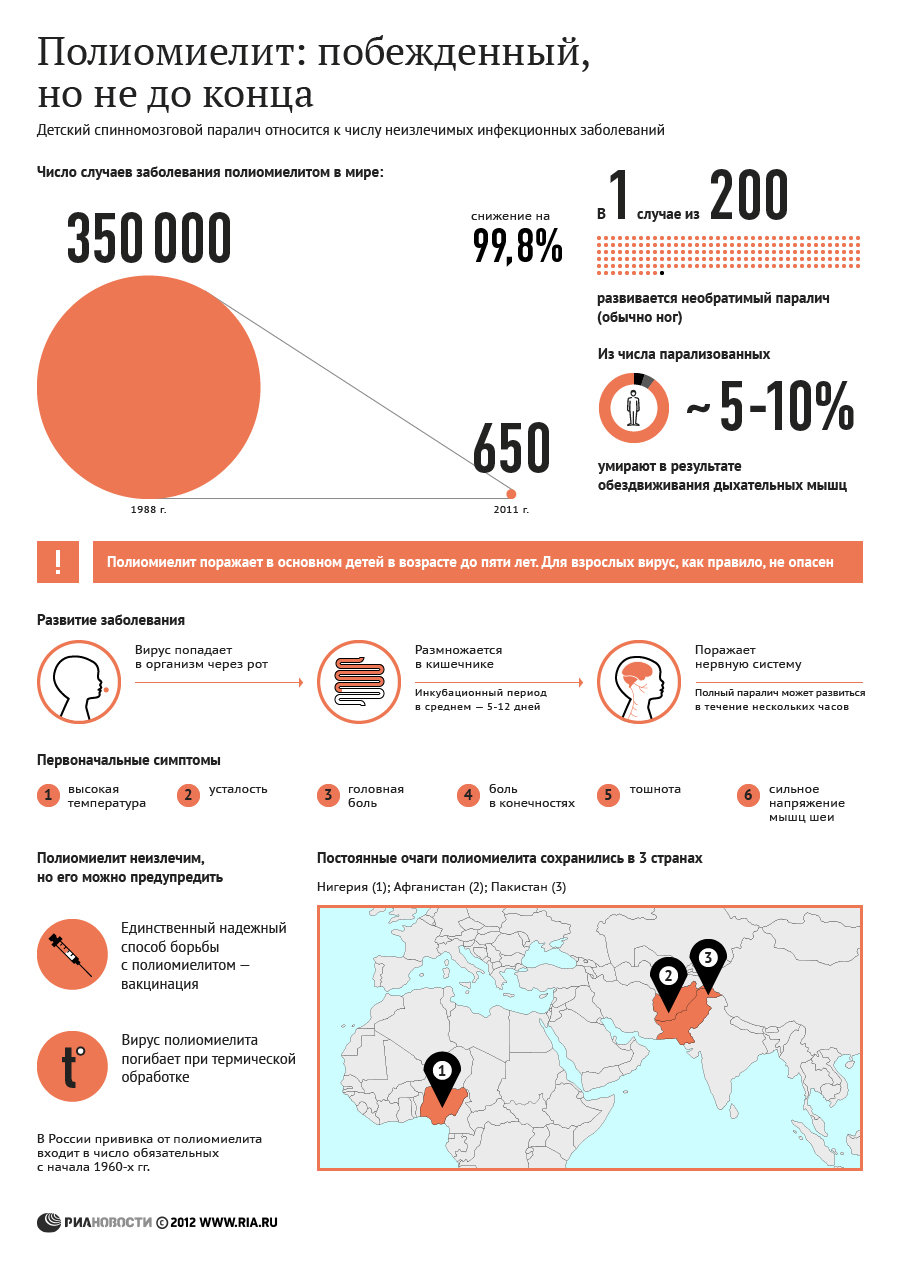 Полиомиелит: побежденный,
но не до конца
Детский спинномозговой паралич относится к числу неизлечимых инфекционных заболеваний
Число случаев заболевания полиомиелитом в мире:
350 000
снижение на
99,8%
650
1988 г.
2011 г.
В 1 случае из 200
развивается необратимый паралич
(обычно ног)
Из числа парализованных
~ 5-10%
умирают в результате
обездвиживания дыхательных мышц
! Полиомиелит поражает в основном детей в возрасте до пяти лет. Для взрослых вирус, как правило, не опасен
Развитие заболевания
Вирус попадает
в организм через рот
Размножается
в кишечнике
Инкубационный период
в среднем — 5-12 дней
Поражает
нервную систему
Полный паралич может развиться
в течение нескольких часов
Первоначальные симптомы
1 высокая
температура
2 усталость
3 головная
боль
4 боль
в конечностях
5 тошнота
6 сильное
напряжение
мышц шеи
Полиомиелит неизлечим,
но его можно предупредить
Единственный надежный
способ борьбы
с полиомиелитом —
вакцинация
t°
Вирус полиомиелита
погибает при термической
обработке
В России прививка от полиомиелита
входит в число обязательных
с начала 1960-х гг.
Постоянные очаги полиомиелита сохранились в 3 странах
Нигерия (1); Афганистан (2); Пакистан (3)
3
2
1
РИАНОВОСТИ © 2012 WWW.RIA.RU